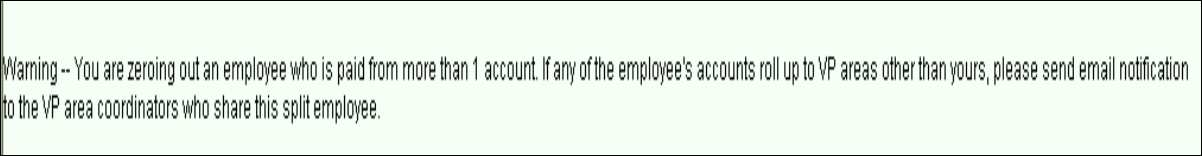 Warning -- You are zeroing out an employee who is paid from more than 1 account. If any of the employee's accounts roll up to VP areas other than yours, please send email notification
to the VP area coordinators who share this split employee.